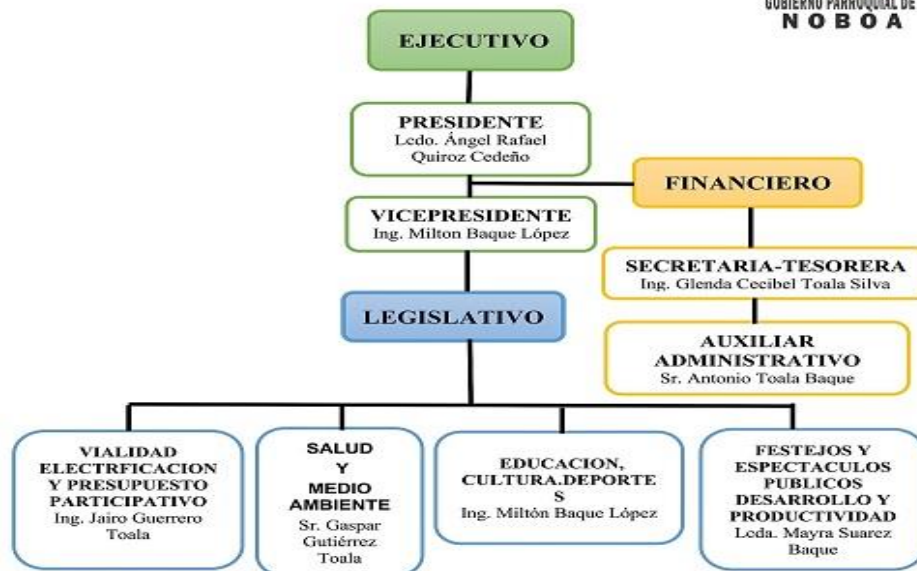 GOBIERNO PARROQUIAL DE
NOBOA
EJECUTIVO
PRESIDENTE
Lcdo. Ángel Rafael
Quiroz Cedeño
FINANCIERO
VICEPRESIDENTE
Ing. Milton Baque López
SECRETARIA-TESORERA
Ing. Glenda Cecibel Toala Silva
LEGISLATIVO
AUXILIAR
ADMINISTRATIVO
Sr. Antonio Toala Baque
VIALIDAD
ELECTRFICACION
Y PRESUPUESTO
PARTICIPATIVO
Ing. Jairo Guerrero
Toala
SALUD
Y
MEDIO
AMBIENTE
Sr. Gaspar
Gutiérrez
Toala
EDUCACION,
CULTURA.DEPORTE
S
Ing. Miltón Baque López
FESTEJOS Y
ESPECTACULOS
PUBLICOS
DESARROLLO Y
PRODUCTIVIDAD
Lcda. Mayra Suarez
Baque